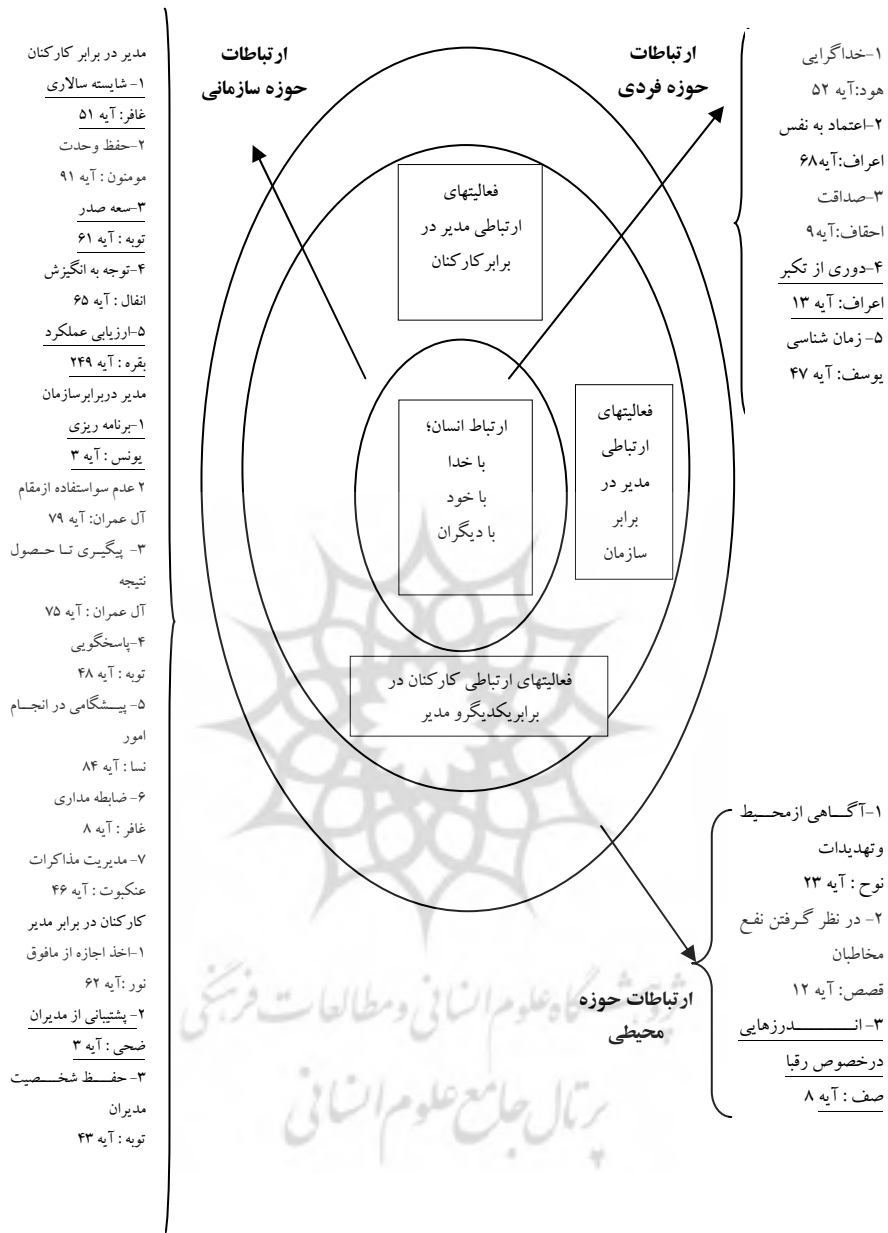 ارتباطات
حوزه فردی
۱-خداگرایی
هود:آیه ۵۲
۲-اعتماد به نفس
اعراف:آیه۶۸
۳-صداقت
احقاف:آیه۹
۴-دوری از تکبر
اعراف: آیه ۱۳
۵- زمان شناسی
یوسف: آیه ۴۷
ارتباطات
حوزه سازمانی
مدیر در برابر کارکنان
۱- شایسته سالاری
غافر: آیه ۵۱
۲-حفظ وحدت
مومنون : آیه ۹۱
۳-سعه صدر
توبه : آیه ۶۱
۴-توجه به انگیزش
انفال : آیه ۶۵
۵-ارزیابی عملکرد
بقره : آیه ۲۴۹
مدیر دربرابرسازمان
۱-برنامه ریزی
یونس : آیه ۳
۲ عدم سواستفاده ازمقام
آل عمران: آیه ۷۹
۳- پیگیری تا حصول
نتیجه
آل عمران : آیه ۷۵
۴-پاسخگویی
توبه : آیه ۴۸
۵- پیشگامی در انجام
امور
نسا : آیه ۸۴
۶- ضابطه مداری
غافر : آیه ۸
۷- مدیریت مذاکرات
عنکبوت : آیه ۴۶
کارکنان در برابر مدیر
۱-اخذ اجازه از مافوق
نور :آیه ۶۲
۲- پشتیبانی از مدیران
ضحی : آیه ۳
۳- حفظ شخصیت
مدیران
توبه : آیه ۴۳
فعالیتهای
ارتباطی مدیر در
برابرکارکنان
ارتباط انسان؛
با خدا
با خود
با دیگران
فعالیتهای
ارتباطی
مدیر در
برابر
سازمان
فعالیتهای ارتباطی کارکنان در
برابریکدیگرو مدیر
ارتباطات حوزه
محیطی
۱-آگاهی ازمحیط
وتهدیدات
نوح : آیه ۲۳
۲- در نظر گرفتن نفع
مخاطبان
قصص: آیه ۱۲
۳- اندرزهایی
درخصوص رقبا
صف : آیه ۸
پژوهشگاه علوم انسانی و مطالعات فرهنگی
پرتال جامع علوم انسانی